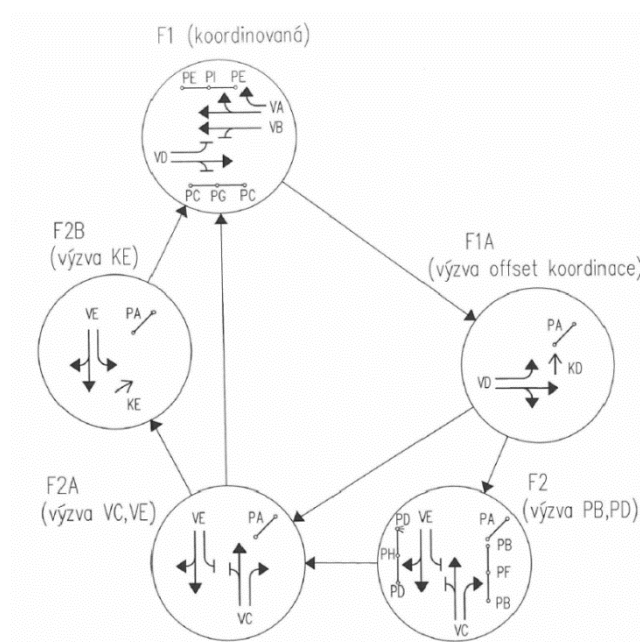 F1 (koordinovaná)
PE PI PE
VA
VB
VD
PC PG PC
F2B
(výzva KE)
VE PA
KE
F1A
(výzva offset koordinace)
PA
VD KD
F2A
(výzva VC,VE)
VE PA
VC
F2
(výzva PB,PD)
PD VE PA
PB
PH PF
PD PB
VC